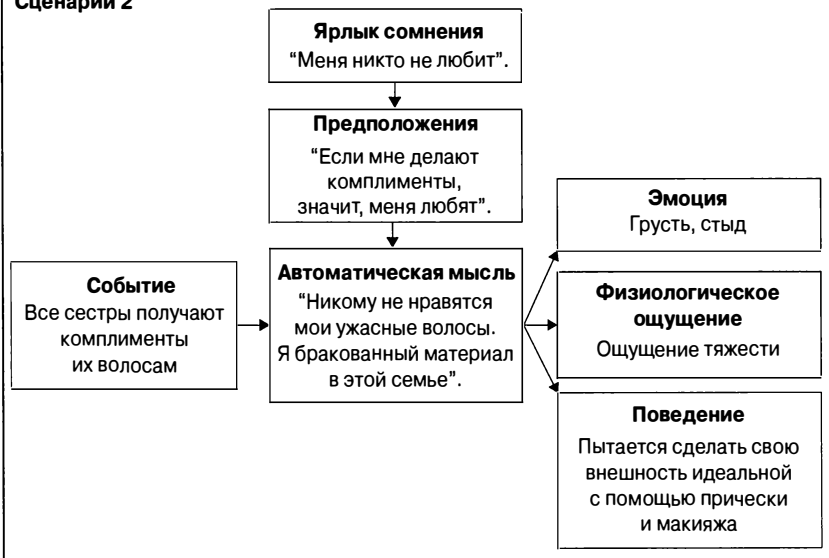 Сценарий 2
Ярлык сомнения
“Меня никто не любит”.
Предположения
“Если мне делают
комплименты,
значит, меня любят”.
Событие
Все сестры получают
комплименты
их волосам
Автоматическая мысль
“Никому не нравятся
мои ужасные волосы.
Я бракованный материал
в этой семье”.
Эмоция
Грусть, стыд
Физиологическое
ощущение
Ощущение тяжести
Поведение
Пытается сделать свою
внешность идеальной
с помощью прически
и макияжа